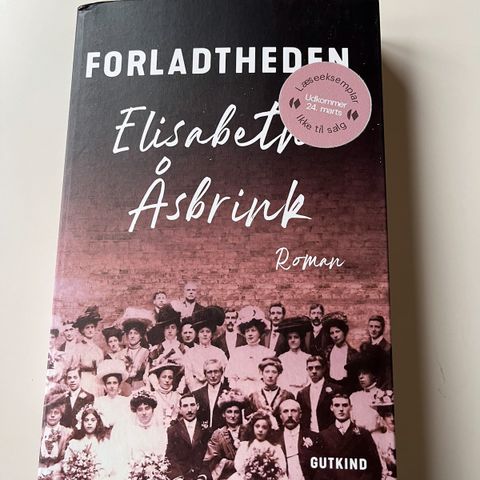 FORLADTHEDEN
Læseeksemplar
Udkommer
24. marts
Ikke til salg
Elisabeth
Åsbrink
Roman
GUTKIND